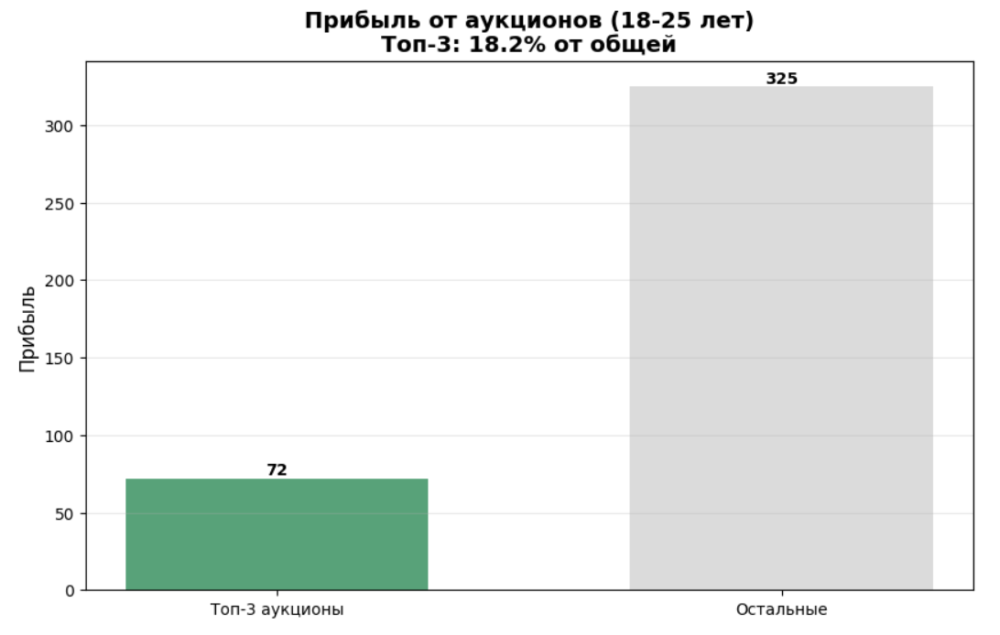 Прибыль от аукционов (18-25 лет)
Топ-3: 18.2% от общей
Прибыль
300
250
200
150
100
50
0
72
325
Топ-3 аукционы
Остальные